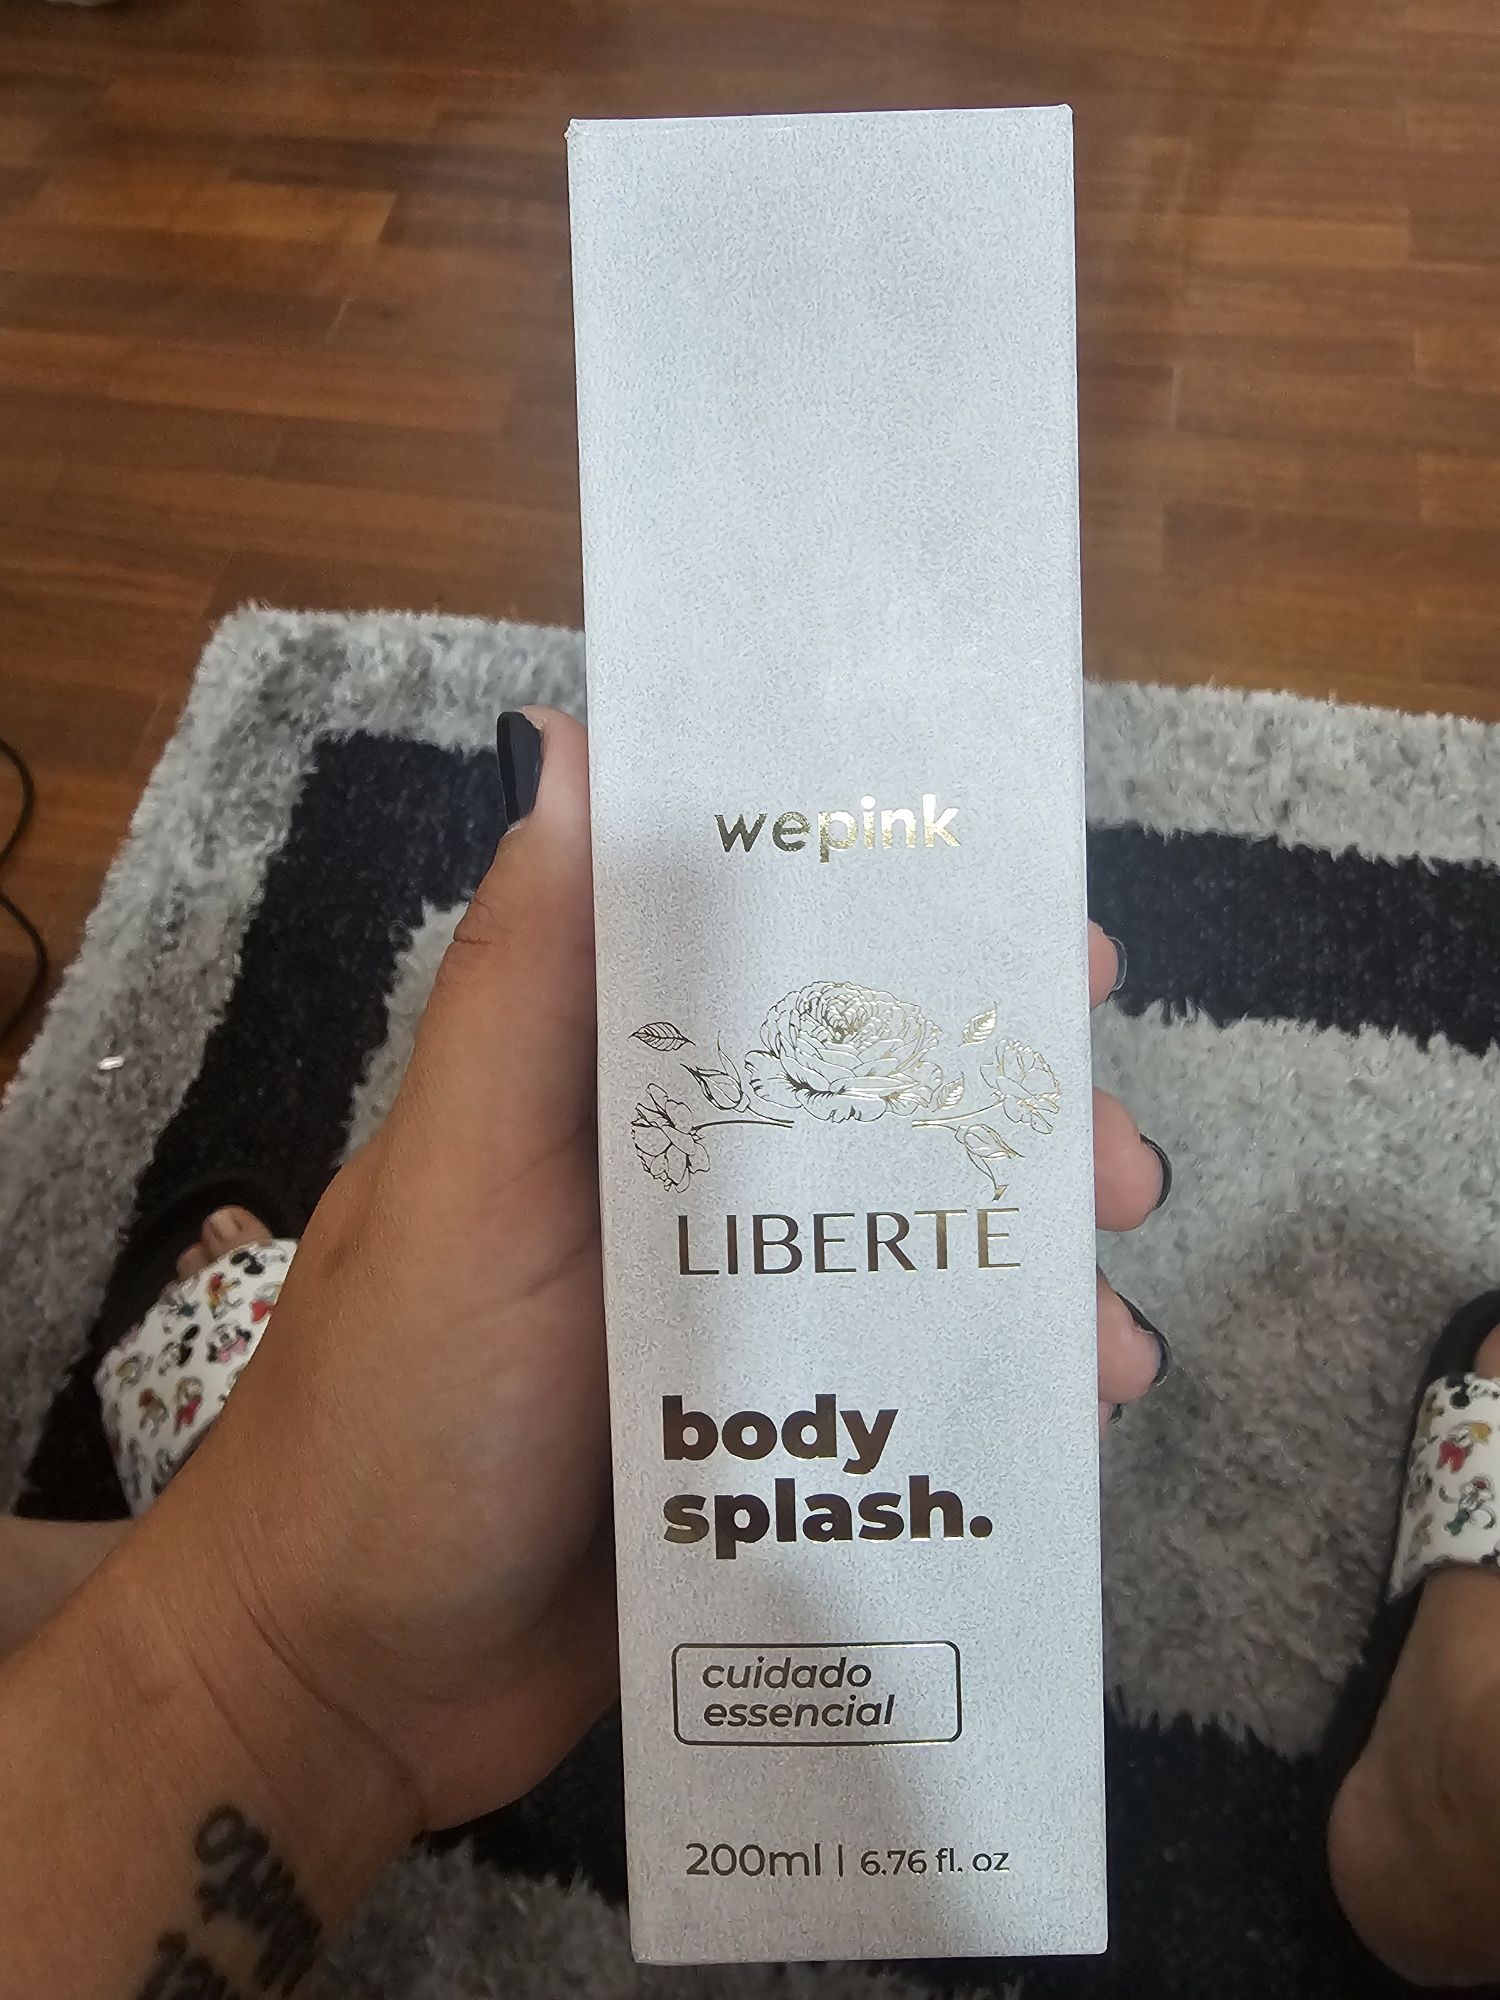 wepink
LIBERTÉ
body
splash.
cuidado
essencial
200ml | 6.76 fl. oz